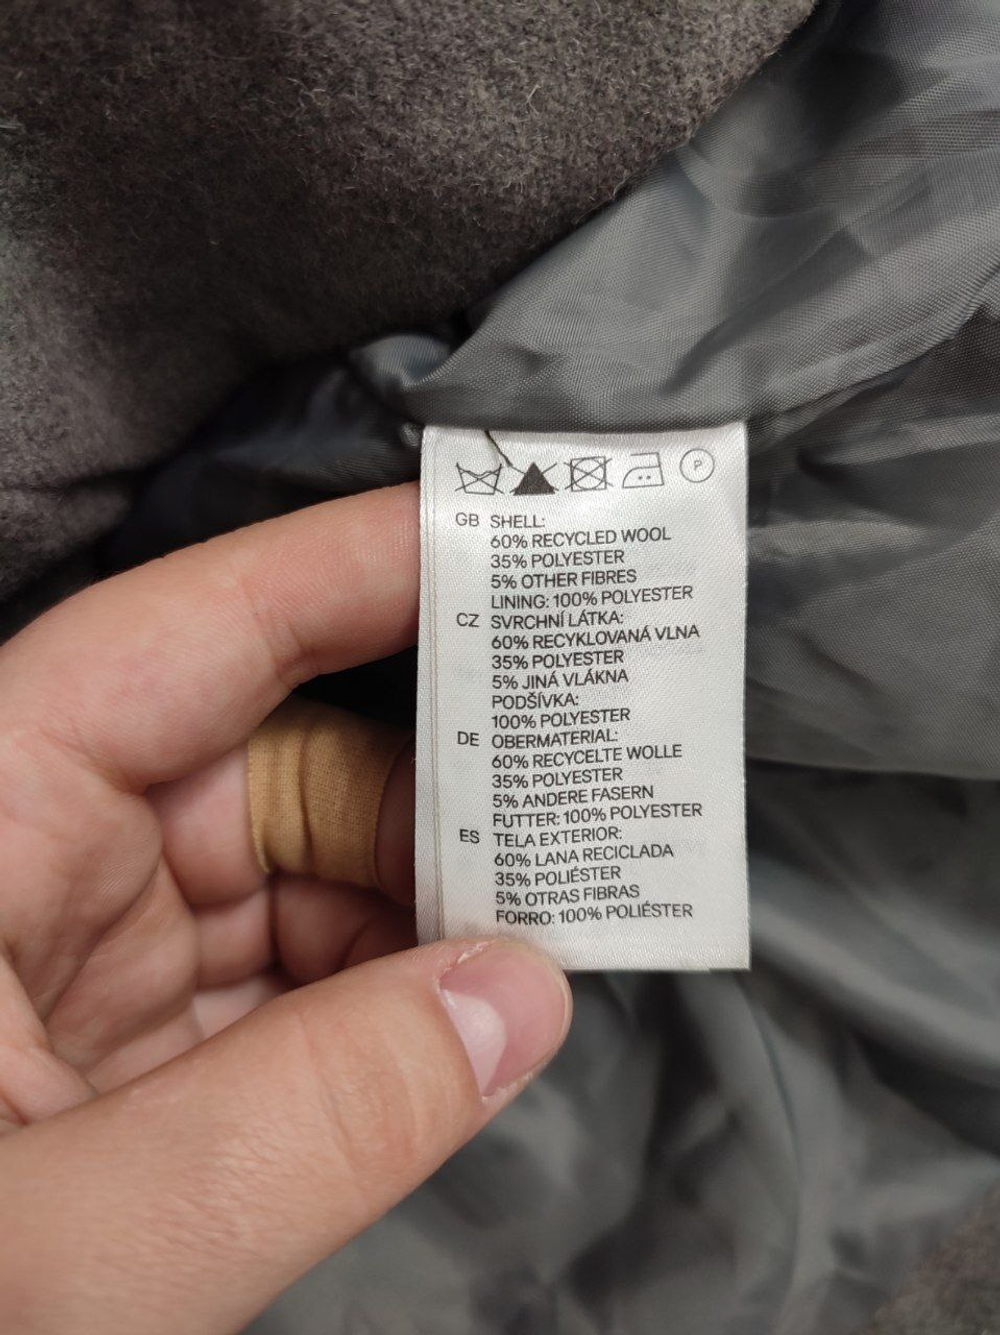 P
GB SHELL:
60% RECYCLED WOOL
35% POLYESTER
5% OTHER FIBRES
LINING: 100% POLYESTER
CZ SVRCHNÍ LÁTKA:
60% RECYKLOVANÁ VLNA
35% POLYESTER
5% JINÁ VLÁKNA
PODŠÍVKA:
100% POLYESTER
DE OBERMATERIAL:
60% RECYCELTE WOLLE
35% POLYESTER
5% ANDERE FASERN
FUTTER: 100% POLYESTER
ES TELA EXTERIOR:
60% LANA RECICLADA
35% POLIÉSTER
5% OTRAS FIBRAS
FORRO: 100% POLIÉSTER